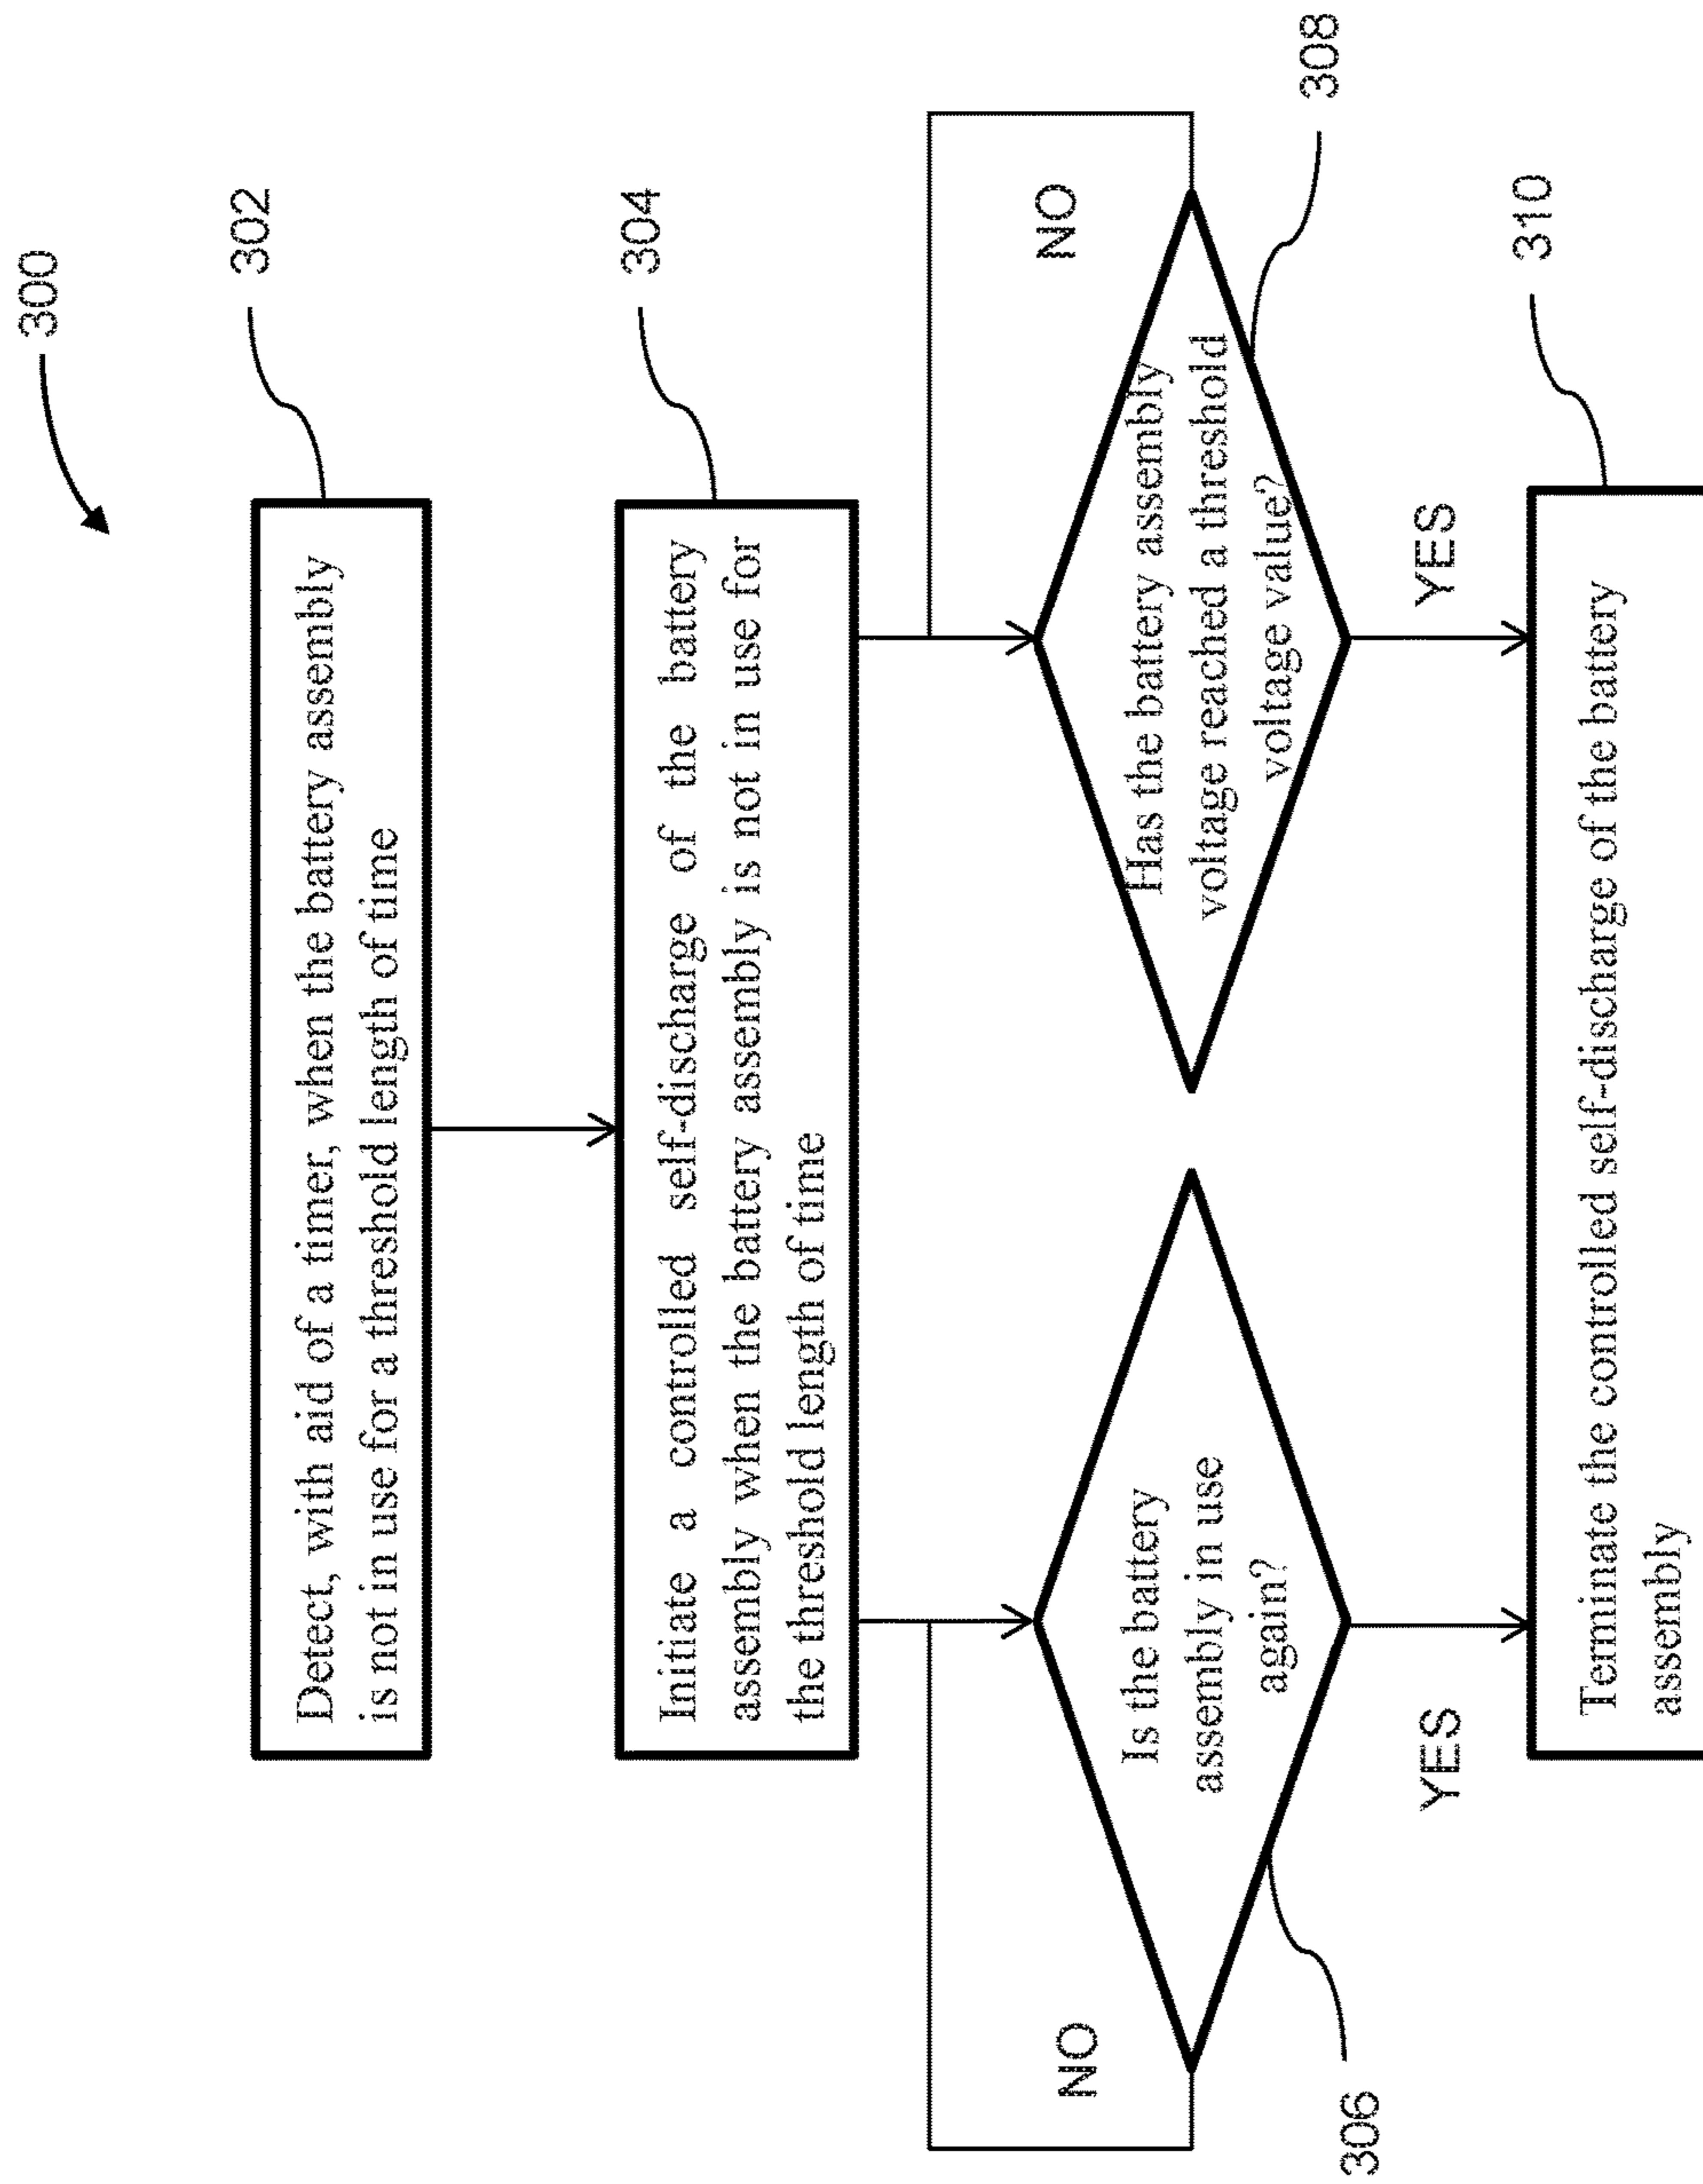 300
302
Detect, with aid of a timer, when the battery assembly
is not in use for a threshold length of time
304
Initiate a controlled self-discharge of the battery
assembly when the battery assembly is not in use for
the threshold length of time
NO
NO
Is the battery
assembly in use
again?
306
Has the battery assembly
voltage reached a threshold
voltage value?
308
YES
YES
310
Terminate the controlled self-discharge of the battery
assembly